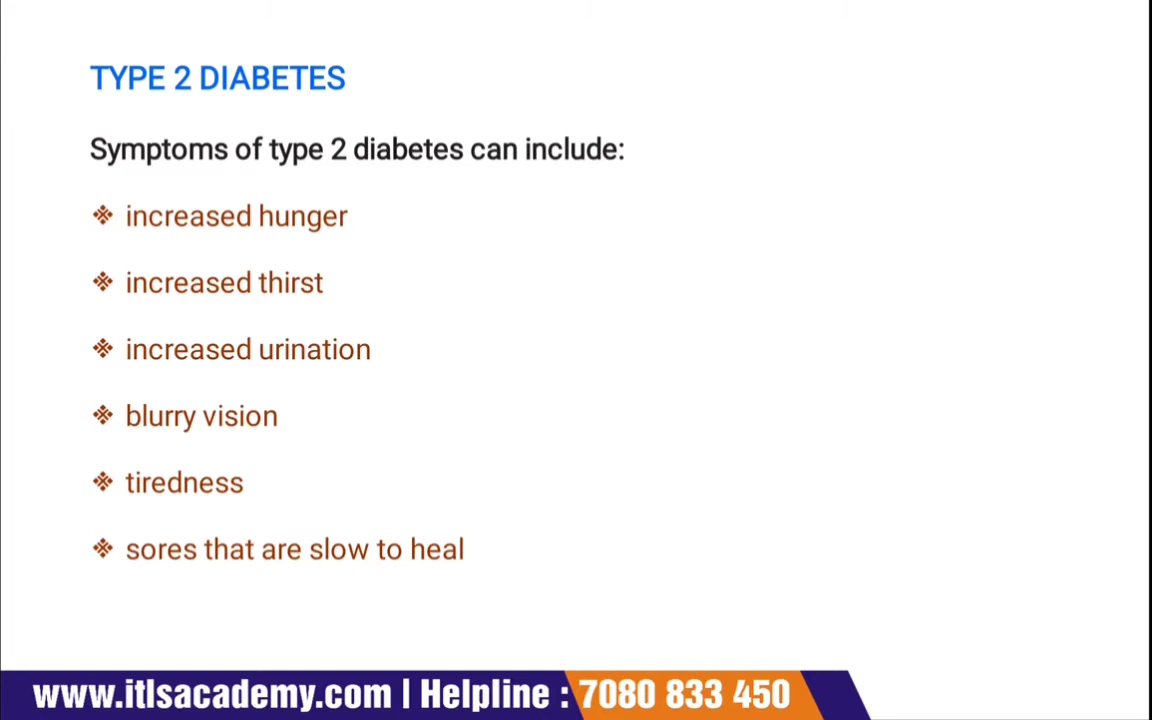 TYPE 2 DIABETES
Symptoms of type 2 diabetes can include:
❖ increased hunger
❖ increased thirst
❖ increased urination
❖ blurry vision
❖ tiredness
❖ sores that are slow to heal
www.itlsacademy.com | Helpline : 7080 833 450